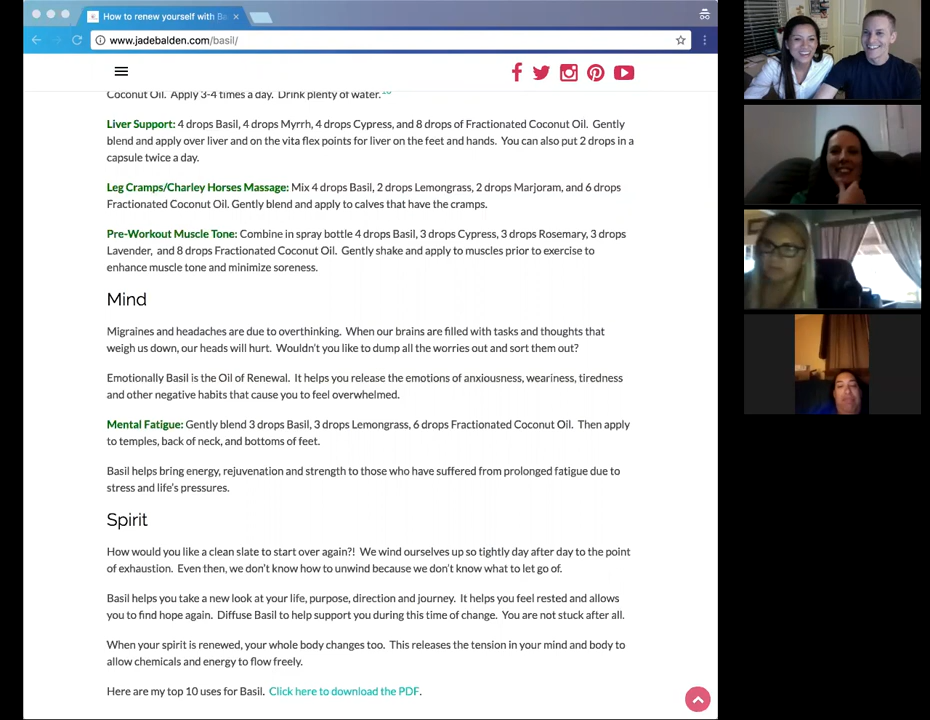 How to renew yourself with Ba
www.jadebalden.com/basil/
Coconut Oil. Apply 3-4 times a day. Drink plenty of water.
Liver Support: 4 drops Basil, 4 drops Myrrh, 4 drops Cypress, and 8 drops of Fractionated Coconut Oil. Gently
blend and apply over liver and on the vita flex points for liver on the feet and hands. You can also put 2 drops in a
capsule twice a day.
Leg Cramps/Charley Horses Massage: Mix 4 drops Basil, 2 drops Lemongrass, 2 drops Marjoram, and 6 drops
Fractionated Coconut Oil. Gently blend and apply to calves that have the cramps.
Pre-Workout Muscle Tone: Combine in spray bottle 4 drops Basil, 3 drops Cypress, 3 drops Rosemary, 3 drops
Lavender, and 8 drops Fractionated Coconut Oil. Gently shake and apply to muscles prior to exercise to
enhance muscle tone and minimize soreness.
Mind
Migraines and headaches are due to overthinking. When our brains are filled with tasks and thoughts that
weigh us down, our heads will hurt. Wouldn't you like to dump all the worries out and sort them out?
Emotionally Basil is the Oil of Renewal. It helps you release the emotions of anxiousness, weariness, tiredness
and other negative habits that cause you to feel overwhelmed.
Mental Fatigue: Gently blend 3 drops Basil, 3 drops Lemongrass, 6 drops Fractionated Coconut Oil. Then apply
to temples, back of neck, and bottoms of feet.
Basil helps bring energy, rejuvenation and strength to those who have suffered from prolonged fatigue due to
stress and life's pressures.
Spirit
How would you like a clean slate to start over again?! We wind ourselves up so tightly day after day to the point
of exhaustion. Even then, we don't know how to unwind because we don't know what to let go of.
Basil helps you take a new look at your life, purpose, direction and journey. It helps you feel rested and allows
you to find hope again. Diffuse Basil to help support you during this time of change. You are not stuck after all.
When your spirit is renewed, your whole body changes too. This releases the tension in your mind and body to
allow chemicals and energy to flow freely.
Here are my top 10 uses for Basil. Click here to download the PDF.